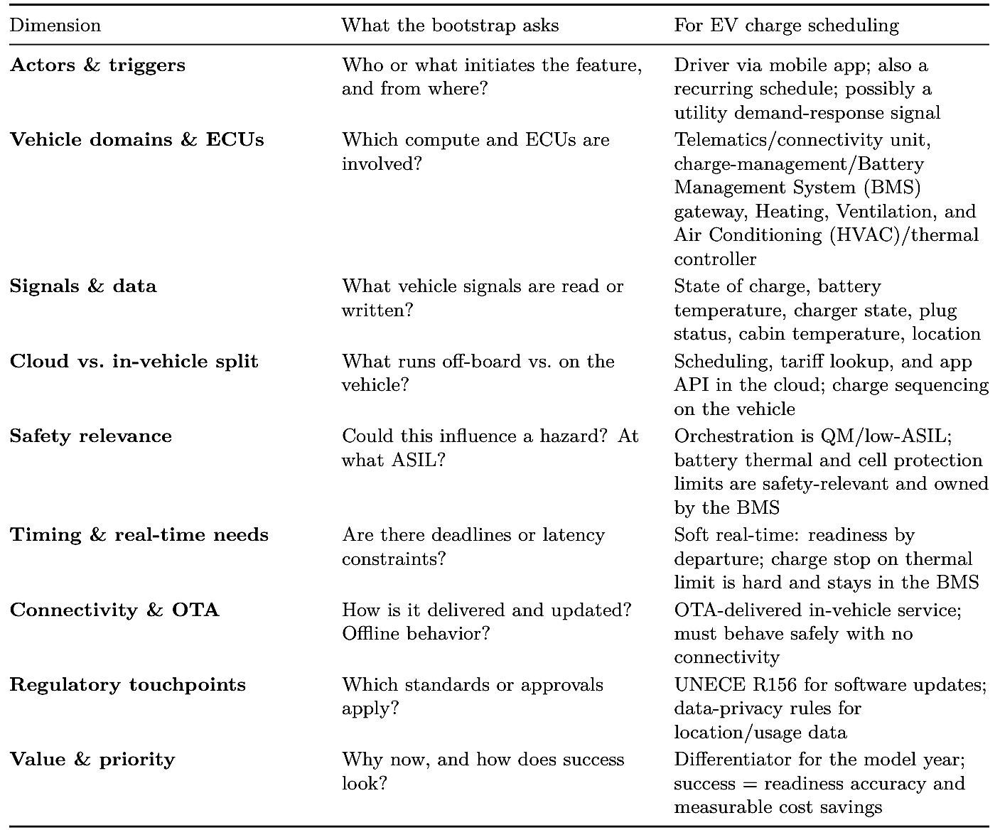 Dimension What the bootstrap asks For EV charge scheduling
Actors & triggers Who or what initiates the feature, Driver via mobile app; also a
and from where? recurring schedule; possibly a
utility demand-response signal
Vehicle domains & ECUs Which compute and ECUs are Telematics/connectivity unit,
involved? charge-management/Battery
Management System (BMS)
gateway, Heating, Ventilation, and
Air Conditioning (HVAC)/thermal
controller
Signals & data What vehicle signals are read or State of charge, battery
written? temperature, charger state, plug
status, cabin temperature, location
Cloud vs. in-vehicle split What runs off-board vs. on the Scheduling, tariff lookup, and app
vehicle? API in the cloud; charge sequencing
on the vehicle
Safety relevance Could this influence a hazard? At Orchestration is QM/low-ASIL;
what ASIL? battery thermal and cell protection
limits are safety-relevant and owned
by the BMS
Timing & real-time needs Are there deadlines or latency Soft real-time: readiness by
constraints? departure; charge stop on thermal
limit is hard and stays in the BMS
Connectivity & OTA How is it delivered and updated? OTA-delivered in-vehicle service;
Offline behavior? must behave safely with no
connectivity
Regulatory touchpoints Which standards or approvals UNECE R156 for software updates;
apply? data-privacy rules for
location/usage data
Value & priority Why now, and how does success Differentiator for the model year;
look? success = readiness accuracy and
measurable cost savings